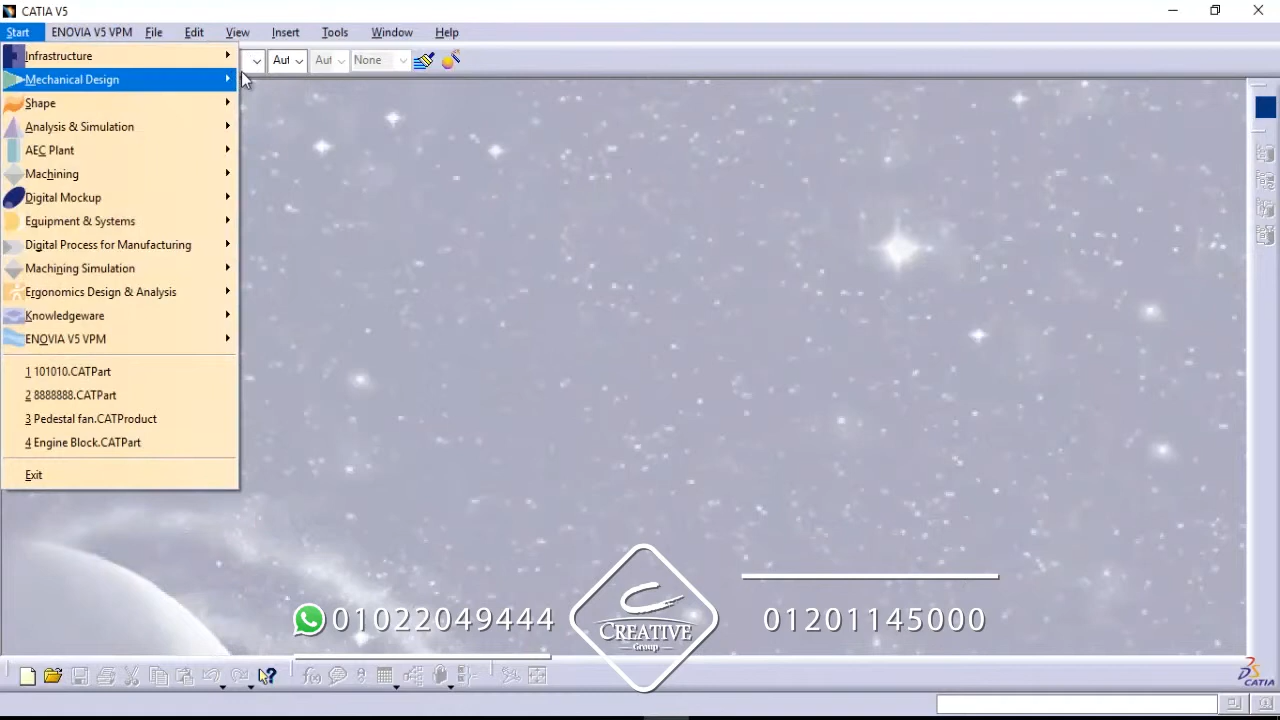 CATIA V5
Start ENOVIA V5 VPM File Edit View Insert Tools Window Help
Aut Aut None
Infrastructure
Mechanical Design
Shape
Analysis & Simulation
AEC Plant
Machining
Digital Mockup
Equipment & Systems
Digital Process for Manufacturing
Machining Simulation
Ergonomics Design & Analysis
Knowledgeware
ENOVIA V5 VPM
1 101010.CATPart
2 8888888.CATPart
3 Pedestal fan.CATProduct
4 Engine Block.CATPart
Exit
01022049444
CREATIVE
Group
01201145000
CATIA